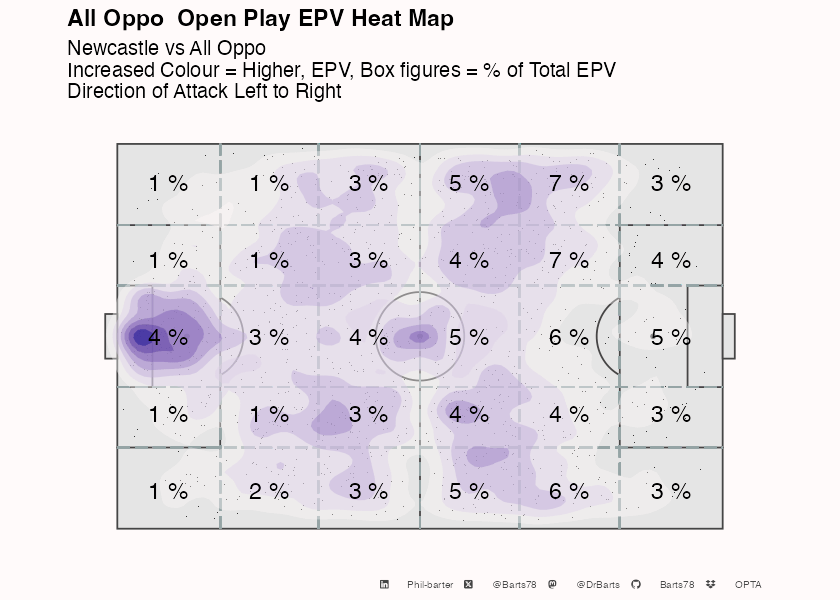 All Oppo  Open Play EPV Heat Map
Newcastle vs All Oppo
Increased Colour = Higher, EPV, Box figures = % of Total EPV
Direction of Attack Left to Right
1 % 1 % 3 % 5 % 7 % 3 %
1 % 1 % 3 % 4 % 7 % 4 %
4 % 3 % 4 % 5 % 6 % 5 %
1 % 1 % 3 % 4 % 4 % 3 %
1 % 2 % 3 % 5 % 6 % 3 %
Phil-barter @Barts78 @DrBarts Barts78 OPTA